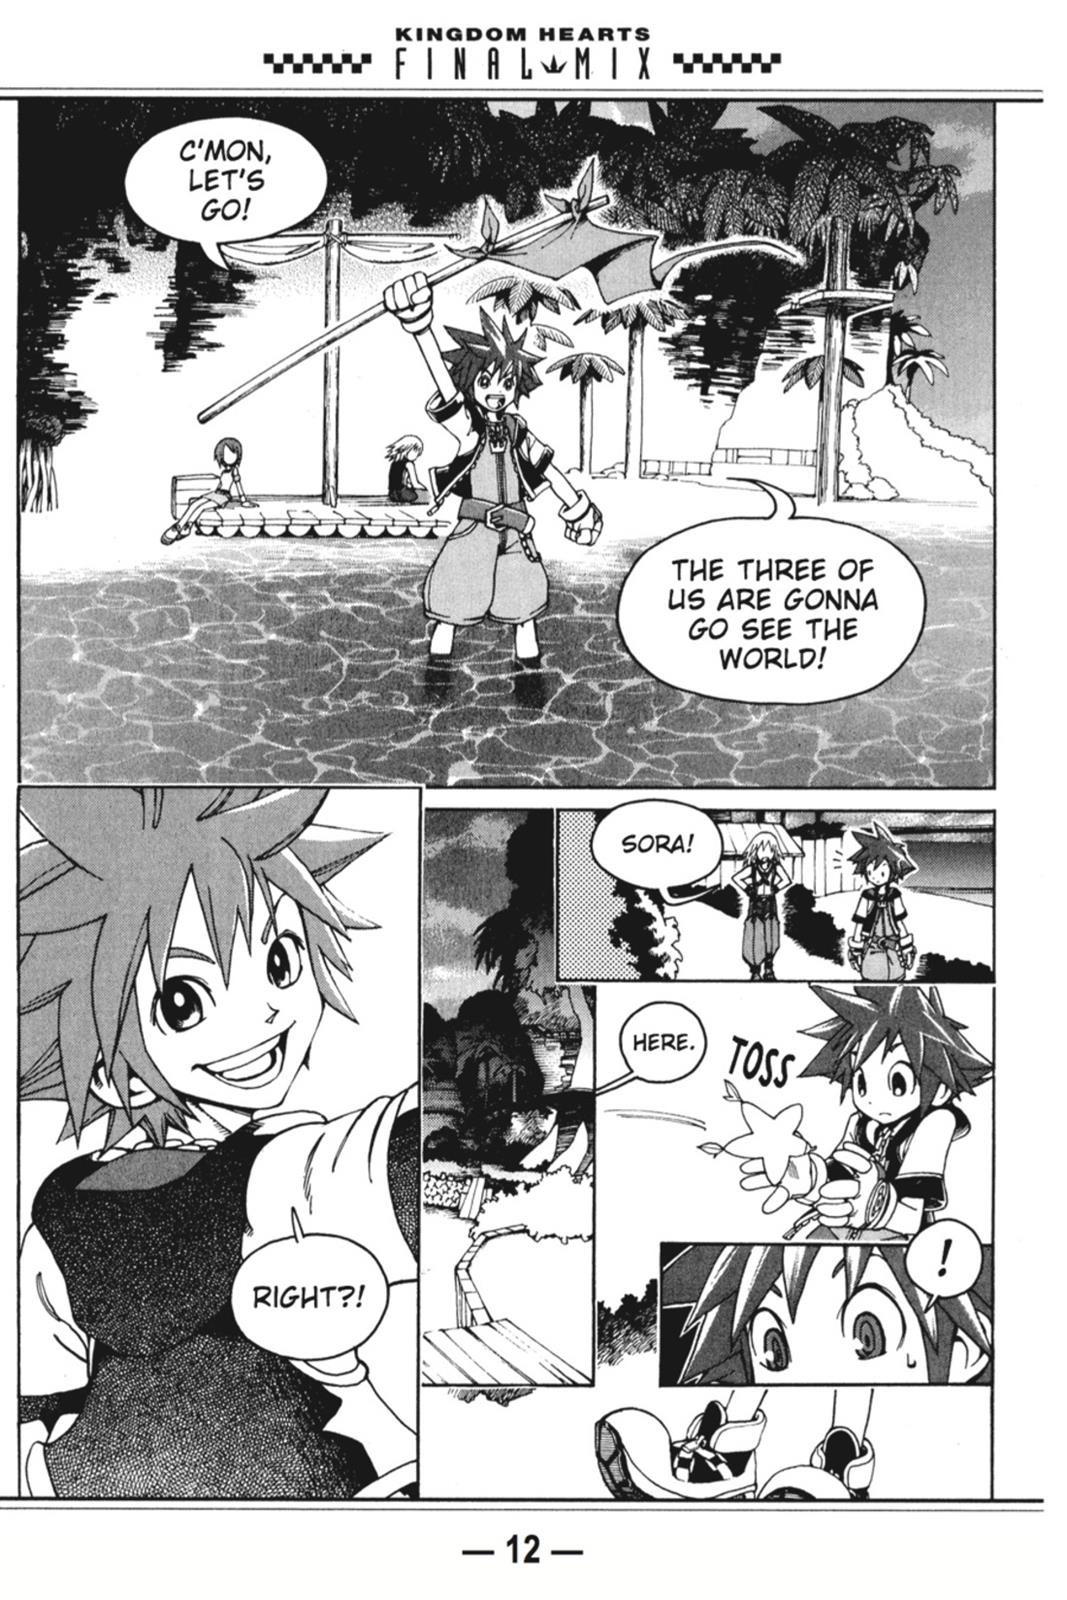 KINGDOM HEARTS
FINAL MIX
C'MON,
LET'S
GO!
THE THREE OF
US ARE GONNA
GO SEE THE
WORLD!
RIGHT?!
SORA!
HERE.
TOSS
!
— 12 —